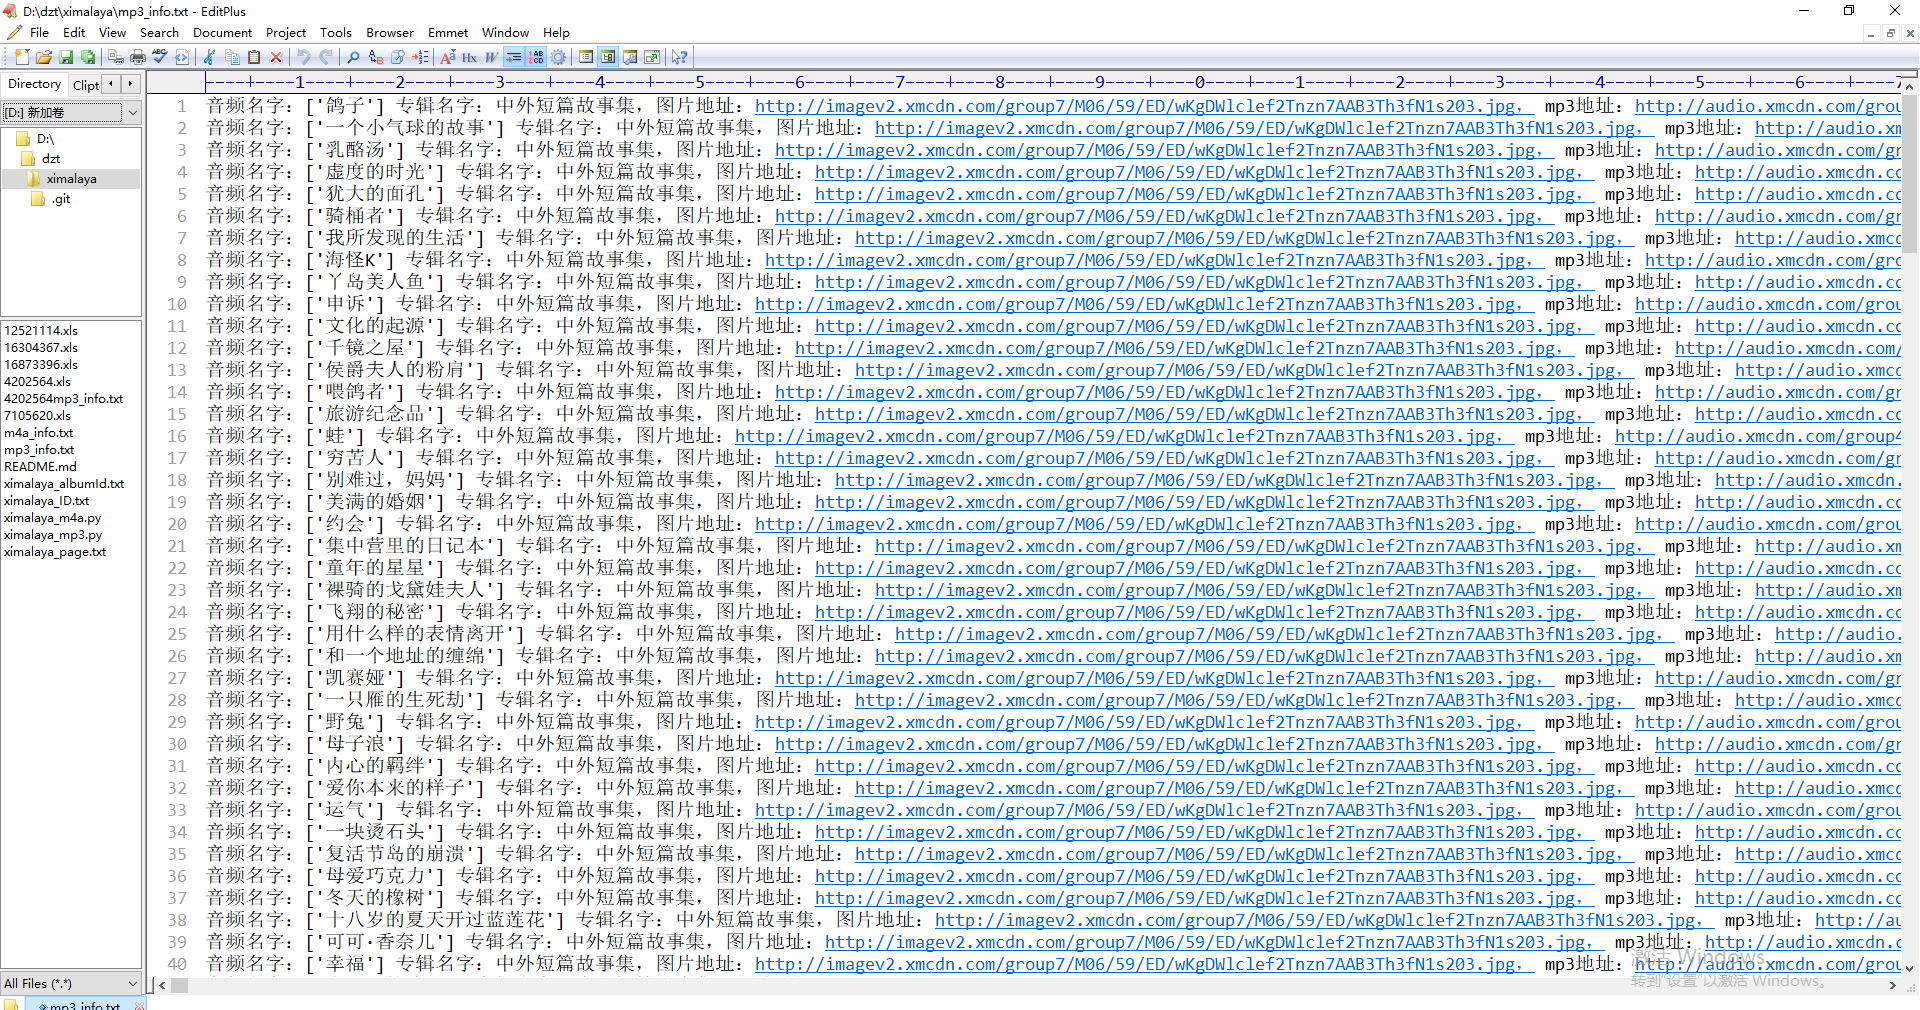 D:\dzt\ximalaya\mp3_info.txt - EditPlus
File Edit View Search Document Project Tools Browser Emmet Window Help
Directory Clipt
[D:] 新加卷
D:\
dzt
ximalaya
.git
12521114.xls
16304367.xls
16873396.xls
4202564.xls
4202564mp3_info.txt
7105620.xls
m4a_info.txt
mp3_info.txt
README.md
ximalaya_albumId.txt
ximalaya_ID.txt
ximalaya_m4a.py
ximalaya_mp3.py
ximalaya_page.txt
All Files (*.*)
mp3_info.txt
----+----1----+----2----+----3----+----4----+----5----+----6----+----7----+----8----+----9----+----0----+----1----+----2----+----3----+----4----+----5----+----6----+----7
1 音频名字：['鸽子'] 专辑名字：中外短篇故事集，图片地址：http://imagev2.xmcdn.com/group7/M06/59/ED/wKgDWlclef2Tnzn7AAB3Th3fN1s203.jpg， mp3地址：http://audio.xmcdn.com/grou
2 音频名字：['一个小气球的故事'] 专辑名字：中外短篇故事集，图片地址：http://imagev2.xmcdn.com/group7/M06/59/ED/wKgDWlclef2Tnzn7AAB3Th3fN1s203.jpg， mp3地址：http://audio.xm
3 音频名字：['乳酪汤'] 专辑名字：中外短篇故事集，图片地址：http://imagev2.xmcdn.com/group7/M06/59/ED/wKgDWlclef2Tnzn7AAB3Th3fN1s203.jpg， mp3地址：http://audio.xmcdn.com/gr
4 音频名字：['虚度的时光'] 专辑名字：中外短篇故事集，图片地址：http://imagev2.xmcdn.com/group7/M06/59/ED/wKgDWlclef2Tnzn7AAB3Th3fN1s203.jpg， mp3地址：http://audio.xmcdn.cc
5 音频名字：['犹大的面孔'] 专辑名字：中外短篇故事集，图片地址：http://imagev2.xmcdn.com/group7/M06/59/ED/wKgDWlclef2Tnzn7AAB3Th3fN1s203.jpg， mp3地址：http://audio.xmcdn.cc
6 音频名字：['骑桶者'] 专辑名字：中外短篇故事集，图片地址：http://imagev2.xmcdn.com/group7/M06/59/ED/wKgDWlclef2Tnzn7AAB3Th3fN1s203.jpg， mp3地址：http://audio.xmcdn.com/gr
7 音频名字：['我所发现的生活'] 专辑名字：中外短篇故事集，图片地址：http://imagev2.xmcdn.com/group7/M06/59/ED/wKgDWlclef2Tnzn7AAB3Th3fN1s203.jpg， mp3地址：http://audio.xmcd
8 音频名字：['海怪K'] 专辑名字：中外短篇故事集，图片地址：http://imagev2.xmcdn.com/group7/M06/59/ED/wKgDWlclef2Tnzn7AAB3Th3fN1s203.jpg， mp3地址：http://audio.xmcdn.com/gro
9 音频名字：['丫岛美人鱼'] 专辑名字：中外短篇故事集，图片地址：http://imagev2.xmcdn.com/group7/M06/59/ED/wKgDWlclef2Tnzn7AAB3Th3fN1s203.jpg， mp3地址：http://audio.xmcdn.cc
10 音频名字：['申诉'] 专辑名字：中外短篇故事集，图片地址：http://imagev2.xmcdn.com/group7/M06/59/ED/wKgDWlclef2Tnzn7AAB3Th3fN1s203.jpg， mp3地址：http://audio.xmcdn.com/grou
11 音频名字：['文化的起源'] 专辑名字：中外短篇故事集，图片地址：http://imagev2.xmcdn.com/group7/M06/59/ED/wKgDWlclef2Tnzn7AAB3Th3fN1s203.jpg， mp3地址：http://audio.xmcdn.cc
12 音频名字：['千镜之屋'] 专辑名字：中外短篇故事集，图片地址：http://imagev2.xmcdn.com/group7/M06/59/ED/wKgDWlclef2Tnzn7AAB3Th3fN1s203.jpg， mp3地址：http://audio.xmcdn.com/
13 音频名字：['侯爵夫人的粉肩'] 专辑名字：中外短篇故事集，图片地址：http://imagev2.xmcdn.com/group7/M06/59/ED/wKgDWlclef2Tnzn7AAB3Th3fN1s203.jpg， mp3地址：http://audio.xmcd
14 音频名字：['喂鸽者'] 专辑名字：中外短篇故事集，图片地址：http://imagev2.xmcdn.com/group7/M06/59/ED/wKgDWlclef2Tnzn7AAB3Th3fN1s203.jpg， mp3地址：http://audio.xmcdn.com/gr
15 音频名字：['旅游纪念品'] 专辑名字：中外短篇故事集，图片地址：http://imagev2.xmcdn.com/group7/M06/59/ED/wKgDWlclef2Tnzn7AAB3Th3fN1s203.jpg， mp3地址：http://audio.xmcdn.cc
16 音频名字：['蛙'] 专辑名字：中外短篇故事集，图片地址：http://imagev2.xmcdn.com/group7/M06/59/ED/wKgDWlclef2Tnzn7AAB3Th3fN1s203.jpg， mp3地址：http://audio.xmcdn.com/group4
17 音频名字：['穷苦人'] 专辑名字：中外短篇故事集，图片地址：http://imagev2.xmcdn.com/group7/M06/59/ED/wKgDWlclef2Tnzn7AAB3Th3fN1s203.jpg， mp3地址：http://audio.xmcdn.com/gr
18 音频名字：['别难过，妈妈'] 专辑名字：中外短篇故事集，图片地址：http://imagev2.xmcdn.com/group7/M06/59/ED/wKgDWlclef2Tnzn7AAB3Th3fN1s203.jpg， mp3地址：http://audio.xmcdn.
19 音频名字：['美满的婚姻'] 专辑名字：中外短篇故事集，图片地址：http://imagev2.xmcdn.com/group7/M06/59/ED/wKgDWlclef2Tnzn7AAB3Th3fN1s203.jpg， mp3地址：http://audio.xmcdn.cc
20 音频名字：['约会'] 专辑名字：中外短篇故事集，图片地址：http://imagev2.xmcdn.com/group7/M06/59/ED/wKgDWlclef2Tnzn7AAB3Th3fN1s203.jpg， mp3地址：http://audio.xmcdn.com/grou
21 音频名字：['集中营里的日记本'] 专辑名字：中外短篇故事集，图片地址：http://imagev2.xmcdn.com/group7/M06/59/ED/wKgDWlclef2Tnzn7AAB3Th3fN1s203.jpg， mp3地址：http://audio.xm
22 音频名字：['童年的星星'] 专辑名字：中外短篇故事集，图片地址：http://imagev2.xmcdn.com/group7/M06/59/ED/wKgDWlclef2Tnzn7AAB3Th3fN1s203.jpg， mp3地址：http://audio.xmcdn.cc
23 音频名字：['裸骑的戈黛娃夫人'] 专辑名字：中外短篇故事集，图片地址：http://imagev2.xmcdn.com/group7/M06/59/ED/wKgDWlclef2Tnzn7AAB3Th3fN1s203.jpg， mp3地址：http://audio.xm
24 音频名字：['飞翔的秘密'] 专辑名字：中外短篇故事集，图片地址：http://imagev2.xmcdn.com/group7/M06/59/ED/wKgDWlclef2Tnzn7AAB3Th3fN1s203.jpg， mp3地址：http://audio.xmcdn.cc
25 音频名字：['用什么样的表情离开'] 专辑名字：中外短篇故事集，图片地址：http://imagev2.xmcdn.com/group7/M06/59/ED/wKgDWlclef2Tnzn7AAB3Th3fN1s203.jpg， mp3地址：http://audio.
26 音频名字：['和一个地址的缠绵'] 专辑名字：中外短篇故事集，图片地址：http://imagev2.xmcdn.com/group7/M06/59/ED/wKgDWlclef2Tnzn7AAB3Th3fN1s203.jpg， mp3地址：http://audio.xm
27 音频名字：['凯赛娅'] 专辑名字：中外短篇故事集，图片地址：http://imagev2.xmcdn.com/group7/M06/59/ED/wKgDWlclef2Tnzn7AAB3Th3fN1s203.jpg， mp3地址：http://audio.xmcdn.com/gr
28 音频名字：['一只雁的生死劫'] 专辑名字：中外短篇故事集，图片地址：http://imagev2.xmcdn.com/group7/M06/59/ED/wKgDWlclef2Tnzn7AAB3Th3fN1s203.jpg， mp3地址：http://audio.xmcd
29 音频名字：['野兔'] 专辑名字：中外短篇故事集，图片地址：http://imagev2.xmcdn.com/group7/M06/59/ED/wKgDWlclef2Tnzn7AAB3Th3fN1s203.jpg， mp3地址：http://audio.xmcdn.com/grou
30 音频名字：['母子浪'] 专辑名字：中外短篇故事集，图片地址：http://imagev2.xmcdn.com/group7/M06/59/ED/wKgDWlclef2Tnzn7AAB3Th3fN1s203.jpg， mp3地址：http://audio.xmcdn.com/gr
31 音频名字：['内心的羁绊'] 专辑名字：中外短篇故事集，图片地址：http://imagev2.xmcdn.com/group7/M06/59/ED/wKgDWlclef2Tnzn7AAB3Th3fN1s203.jpg， mp3地址：http://audio.xmcdn.cc
32 音频名字：['爱你本来的样子'] 专辑名字：中外短篇故事集，图片地址：http://imagev2.xmcdn.com/group7/M06/59/ED/wKgDWlclef2Tnzn7AAB3Th3fN1s203.jpg， mp3地址：http://audio.xmcd
33 音频名字：['运气'] 专辑名字：中外短篇故事集，图片地址：http://imagev2.xmcdn.com/group7/M06/59/ED/wKgDWlclef2Tnzn7AAB3Th3fN1s203.jpg， mp3地址：http://audio.xmcdn.com/grou
34 音频名字：['一块烫石头'] 专辑名字：中外短篇故事集，图片地址：http://imagev2.xmcdn.com/group7/M06/59/ED/wKgDWlclef2Tnzn7AAB3Th3fN1s203.jpg， mp3地址：http://audio.xmcdn.cc
35 音频名字：['复活节岛的崩溃'] 专辑名字：中外短篇故事集，图片地址：http://imagev2.xmcdn.com/group7/M06/59/ED/wKgDWlclef2Tnzn7AAB3Th3fN1s203.jpg， mp3地址：http://audio.xmcd
36 音频名字：['母爱巧克力'] 专辑名字：中外短篇故事集，图片地址：http://imagev2.xmcdn.com/group7/M06/59/ED/wKgDWlclef2Tnzn7AAB3Th3fN1s203.jpg， mp3地址：http://audio.xmcdn.cc
37 音频名字：['冬天的橡树'] 专辑名字：中外短篇故事集，图片地址：http://imagev2.xmcdn.com/group7/M06/59/ED/wKgDWlclef2Tnzn7AAB3Th3fN1s203.jpg， mp3地址：http://audio.xmcdn.cc
38 音频名字：['十八岁的夏天开过蓝莲花'] 专辑名字：中外短篇故事集，图片地址：http://imagev2.xmcdn.com/group7/M06/59/ED/wKgDWlclef2Tnzn7AAB3Th3fN1s203.jpg， mp3地址：http://au
39 音频名字：['可可·香奈儿'] 专辑名字：中外短篇故事集，图片地址：http://imagev2.xmcdn.com/group7/M06/59/ED/wKgDWlclef2Tnzn7AAB3Th3fN1s203.jpg， mp3地址：http://audio.xmcdn.c
40 音频名字：['幸福'] 专辑名字：中外短篇故事集，图片地址：http://imagev2.xmcdn.com/group7/M06/59/ED/wKgDWlclef2Tnzn7AAB3Th3fN1s203.jpg， mp3地址：http://audio.xmcdn.com/grou
激活 Windows
转到"设置"以激活 Windows。